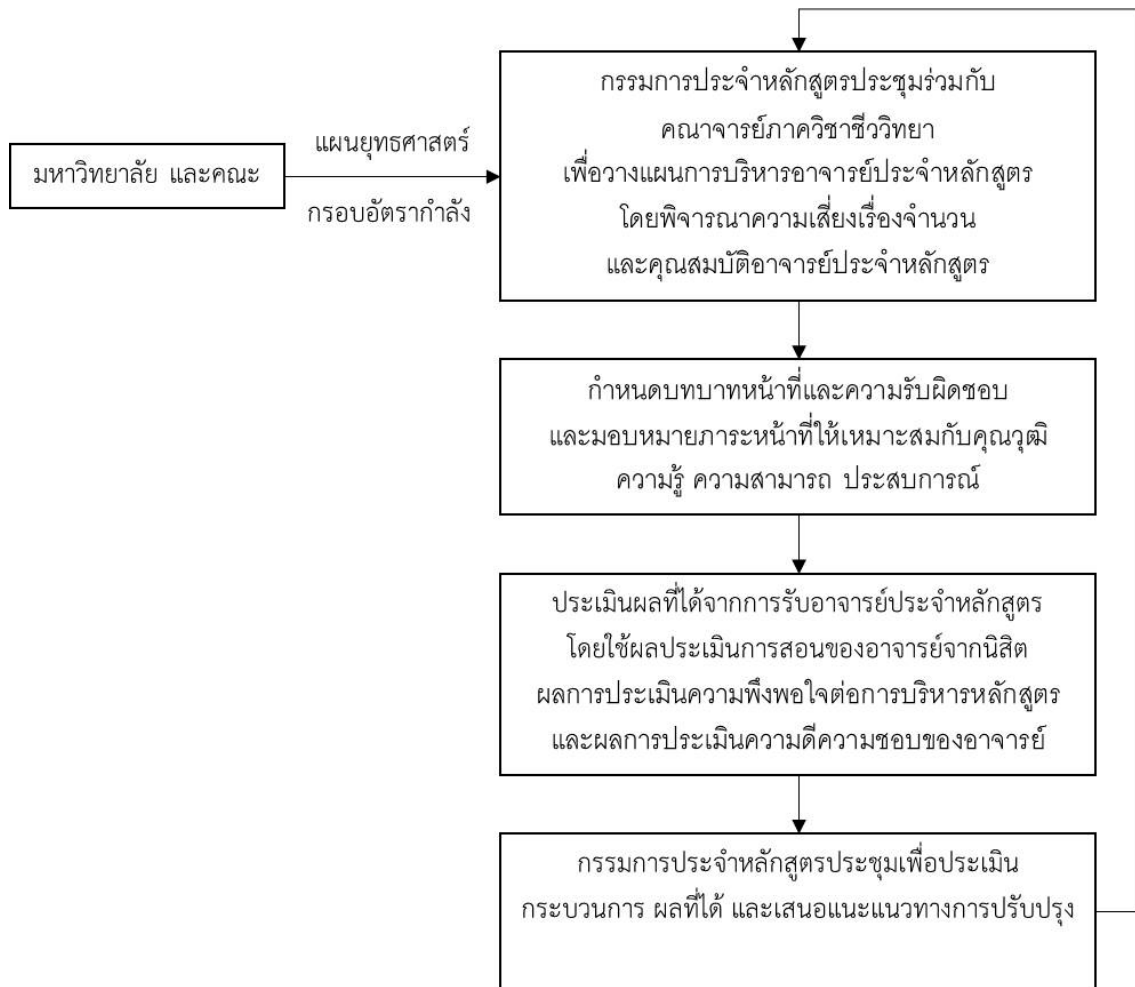 มหาวิทยาลัย และคณะ
แผนยุทธศาสตร์
กรอบอัตรากำลัง
กรรมการประจำหลักสูตรประชุมร่วมกับ
คณาจารย์ภาควิชาชีววิทยา
เพื่อวางแผนการบริหารอาจารย์ประจำหลักสูตร
โดยพิจารณาความเสี่ยงเรื่องจำนวน
และคุณสมบัติอาจารย์ประจำหลักสูตร
กำหนดบทบาทหน้าที่และความรับผิดชอบ
และมอบหมายภาระหน้าที่ให้เหมาะสมกับคุณวุฒิ
ความรู้ ความสามารถ ประสบการณ์
ประเมินผลที่ได้จากการรับอาจารย์ประจำหลักสูตร
โดยใช้ผลประเมินการสอนของอาจารย์จากนิสิต
ผลการประเมินความพึงพอใจต่อการบริหารหลักสูตร
และผลการประเมินความดีความชอบของอาจารย์
กรรมการประจำหลักสูตรประชุมเพื่อประเมิน
กระบวนการ ผลที่ได้ และเสนอแนะแนวทางการปรับปรุง